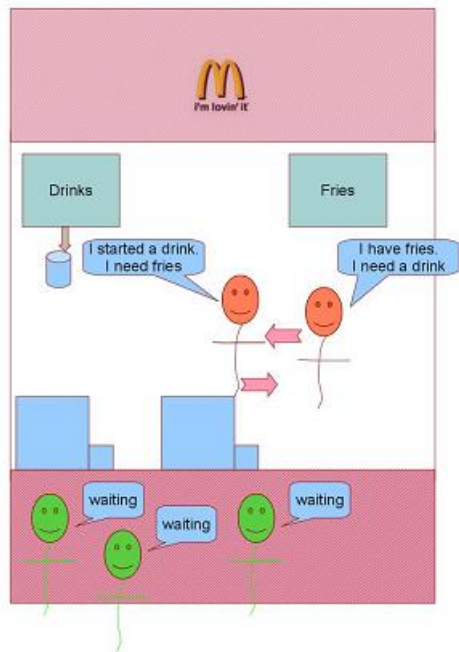 i'm lovin' it
Drinks
Fries
I started a drink.
I need fries
I have fries.
I need a drink
waiting
waiting
waiting